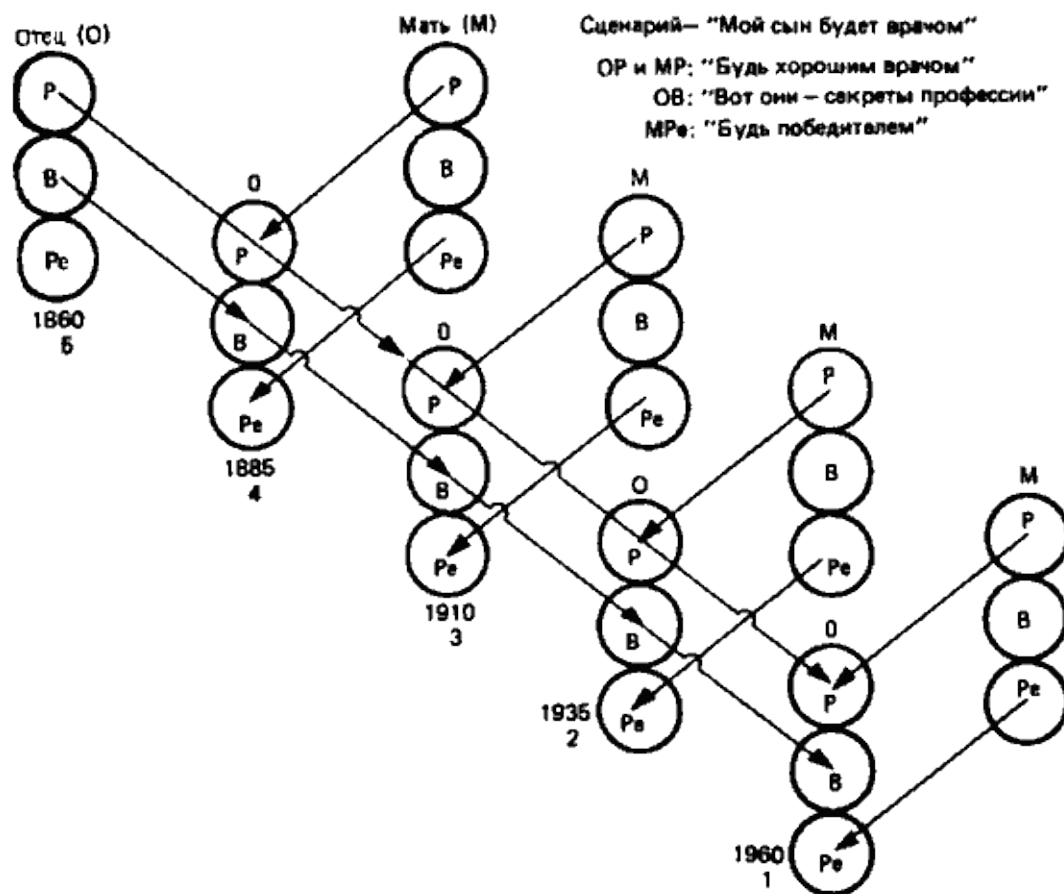 Отец (О)
Мать (М)
Сценарий— "Мой сын будет врачом"
ОР и МР: "Будь хорошим врачом"
ОВ: "Вот они — секреты профессии"
МРе: "Будь победителем"
Р
В
Ре
1860
5
Р
В
Ре
О
Р
В
Ре
1885
4
М
Р
В
Ре
О
Р
В
Ре
1910
3
М
Р
В
Ре
О
Р
В
Ре
1935
2
М
Р
В
Ре
О
Р
В
Ре
1960
1